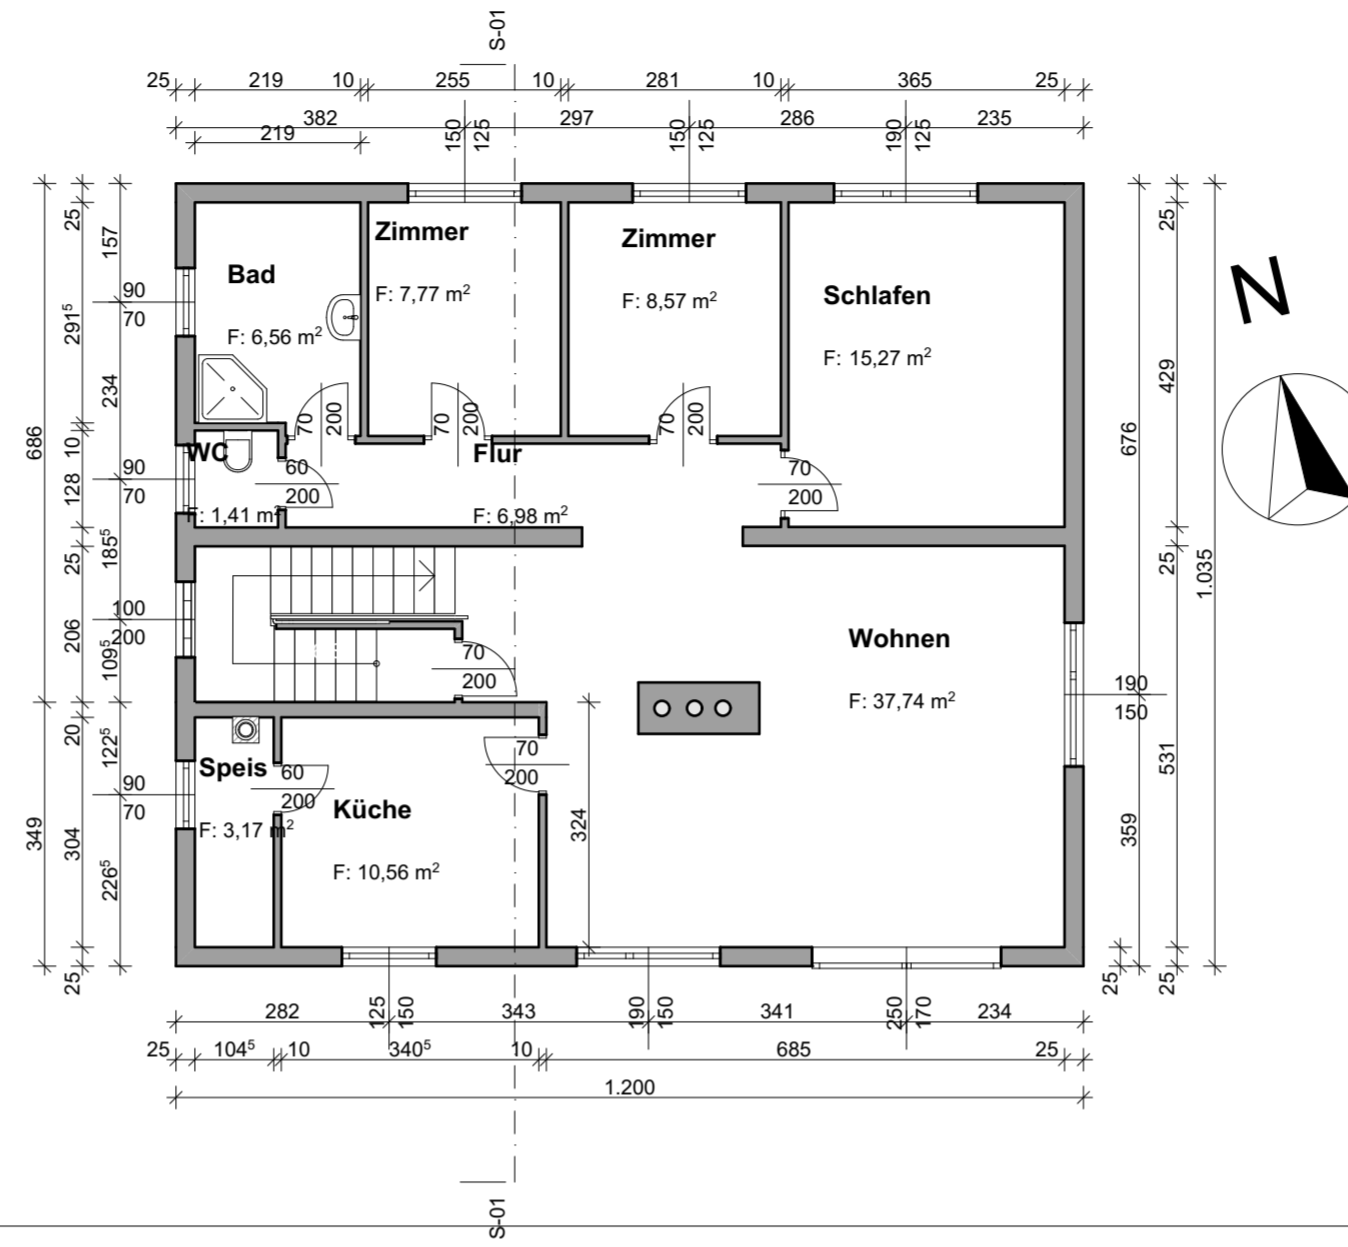 S-01
25 219 10 255 10 281 10 365 25
382 150 125 297 150 125 286 190 125 235
219
N
686
349
25
291⁵
10
128
25
206
20
304
25
157
90
70
234
90
70
185⁵
100
200
109⁵
122⁵
90
70
226⁵
Bad
F: 6,56 m²
Zimmer
F: 7,77 m²
Zimmer
F: 8,57 m²
Schlafen
F: 15,27 m²
70
200
70
200
70
200
70
200
WC
F: 1,41 m²
60
200
Flur
F: 6,98 m²
70
200
Wohnen
F: 37,74 m²
Speis
F: 3,17 m²
60
200
Küche
F: 10,56 m²
70
200
324
190
150
676
359
25
25
429
25
531
25
1.035
282 125 150 343 190 150 341 250 170 234
25 104⁵ 10 340⁵ 10 685 25
1.200
S-01